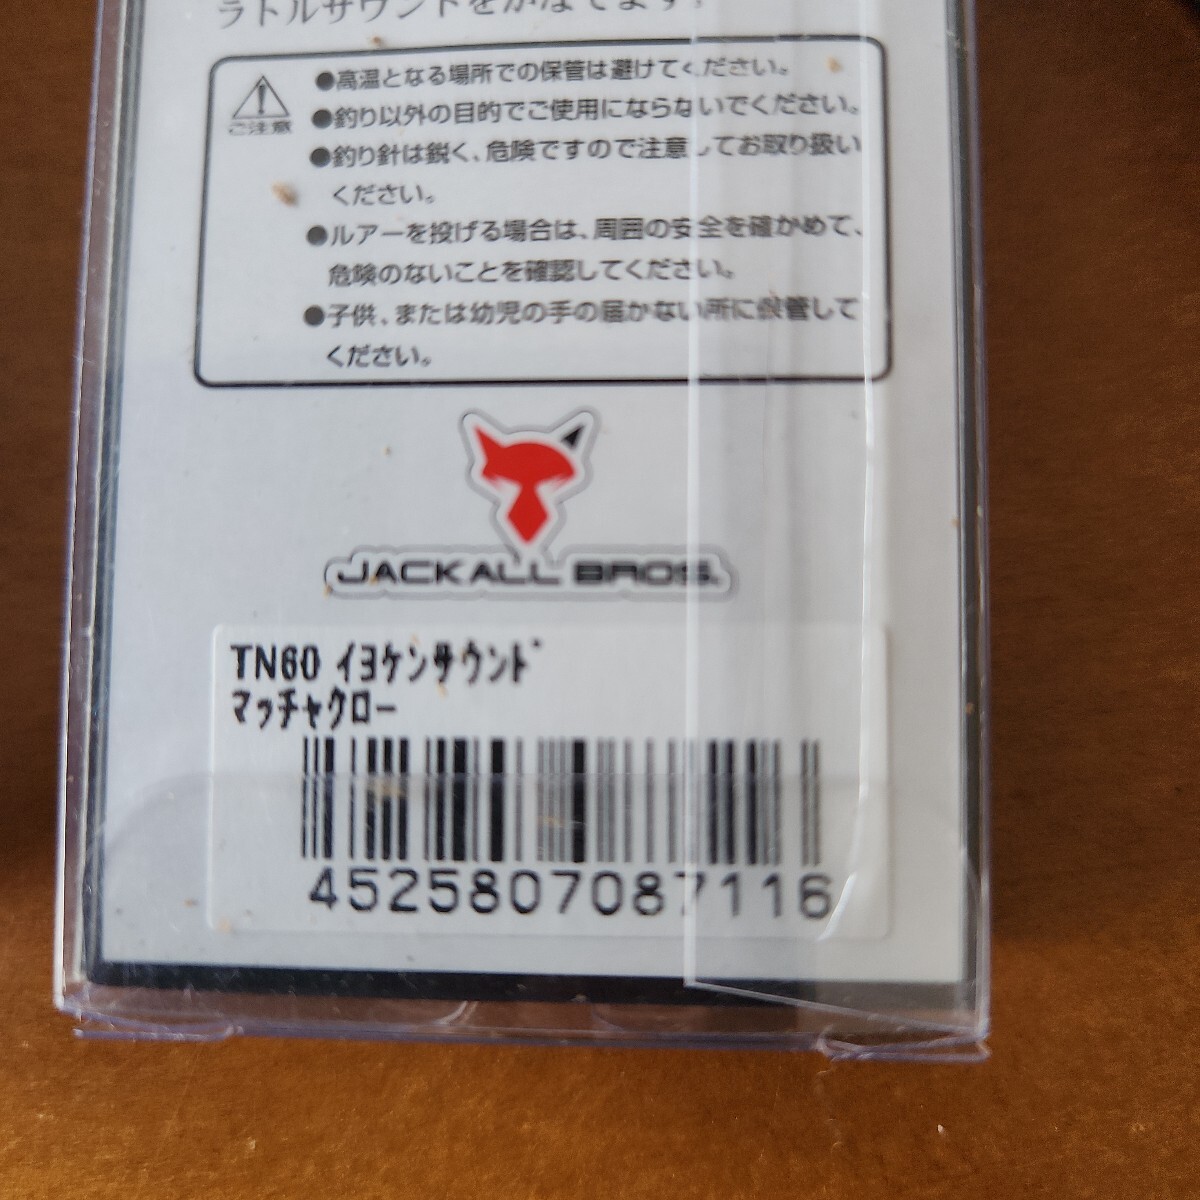 ラトルサウンドをかなでます!
ご注意
●高温となる場所での保管は避けてください。
●釣り以外の目的でご使用にならないでください。
●釣り針は鋭く、危険ですので注意してお取り扱い
ください。
●ルアーを投げる場合は、周囲の安全を確かめて、
危険のないことを確認してください。
●子供、または幼児の手の届かない所に保管して
ください。
JACKALL BROS.
TN60 ｲﾖｹﾝｻｳﾝﾄﾞ
ﾏｯﾁｬｸﾛｰ
4525807087116